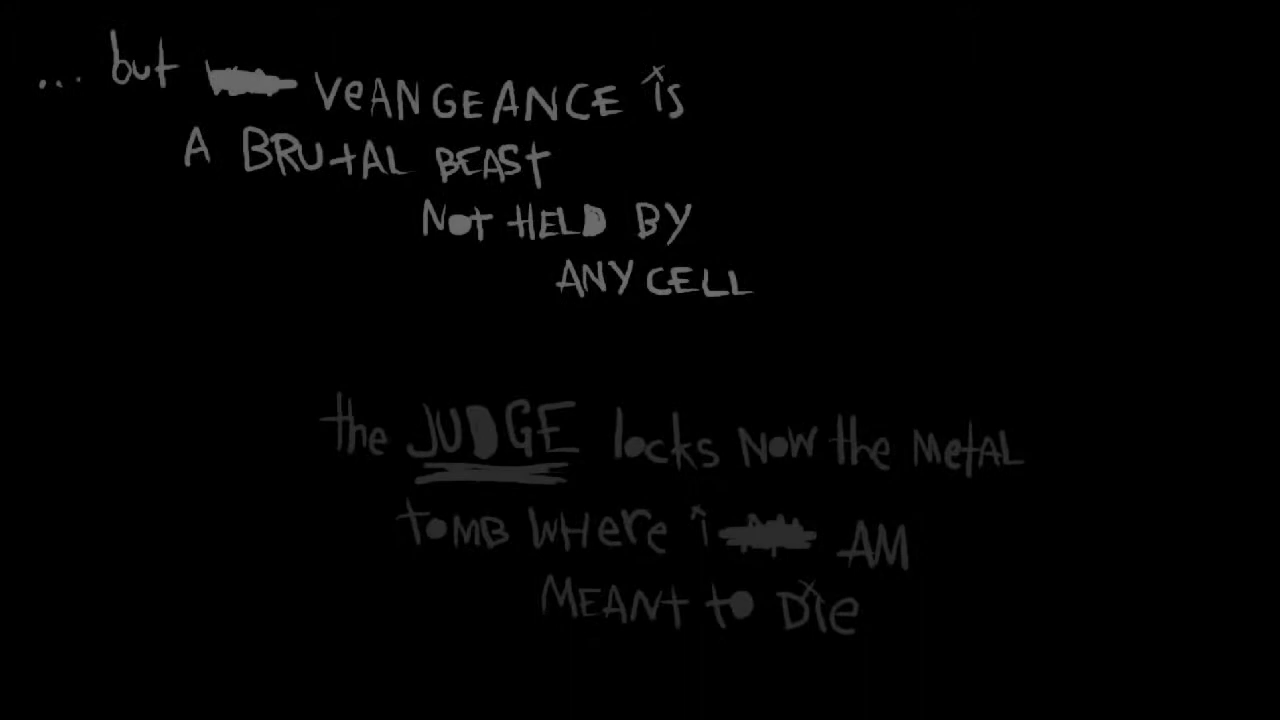 ... but VeANGEANCE is
A BRUtAL BEASt
Not HELD BY
ANY CELL
the JUDGE locks NOW the MetAL
toMB WHere i AM
MEANt to Die